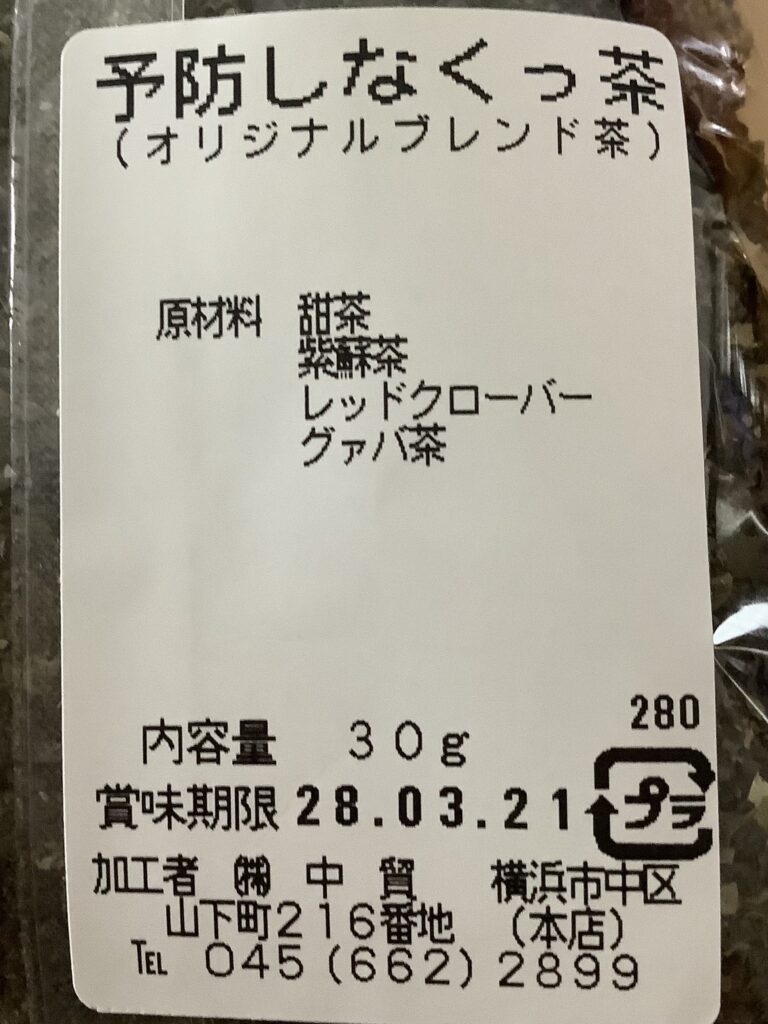 予防しなくっ茶
(オリジナルブレンド茶)
原材料 甜茶
紫蘇茶
レッドクローバー
グァバ茶
280
内容量 30g
賞味期限 28.03.21 プラ
加工者 ㈱ 中貿 横浜市中区
山下町216番地 (本店)
TEL 045(662)2899